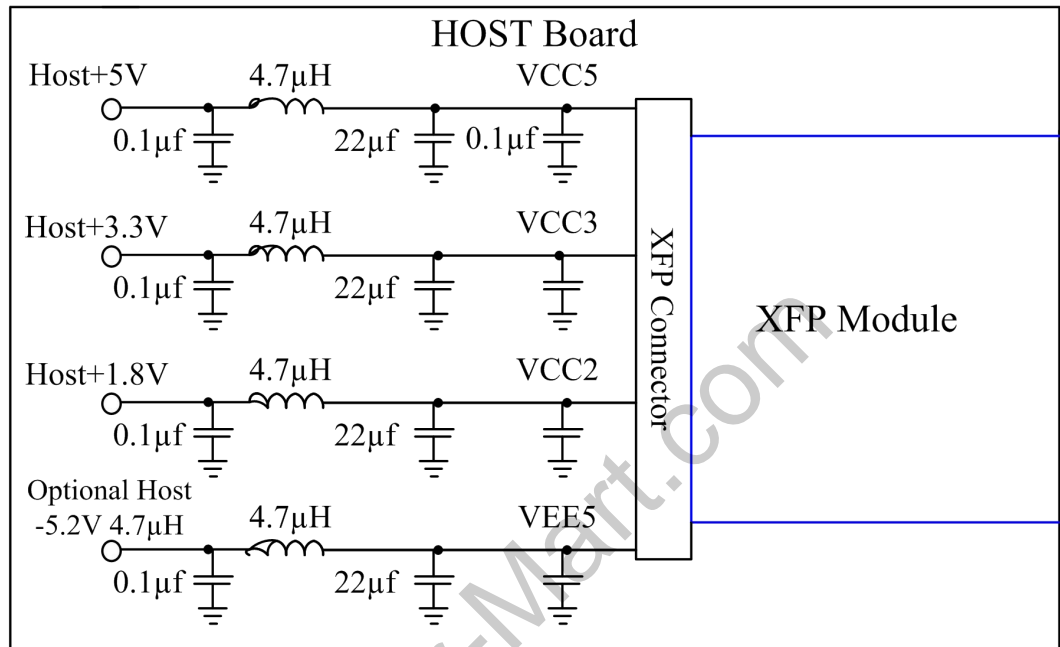 HOST Board
Host+5V 4.7µH VCC5
0.1µf 22µf 0.1µf
Host+3.3V 4.7µH VCC3
0.1µf 22µf
XFP Connector
XFP Module
Host+1.8V 4.7µH VCC2
0.1µf 22µf
Optional Host
-5.2V 4.7µH 4.7µH VEE5
0.1µf 22µf
-Mart.com